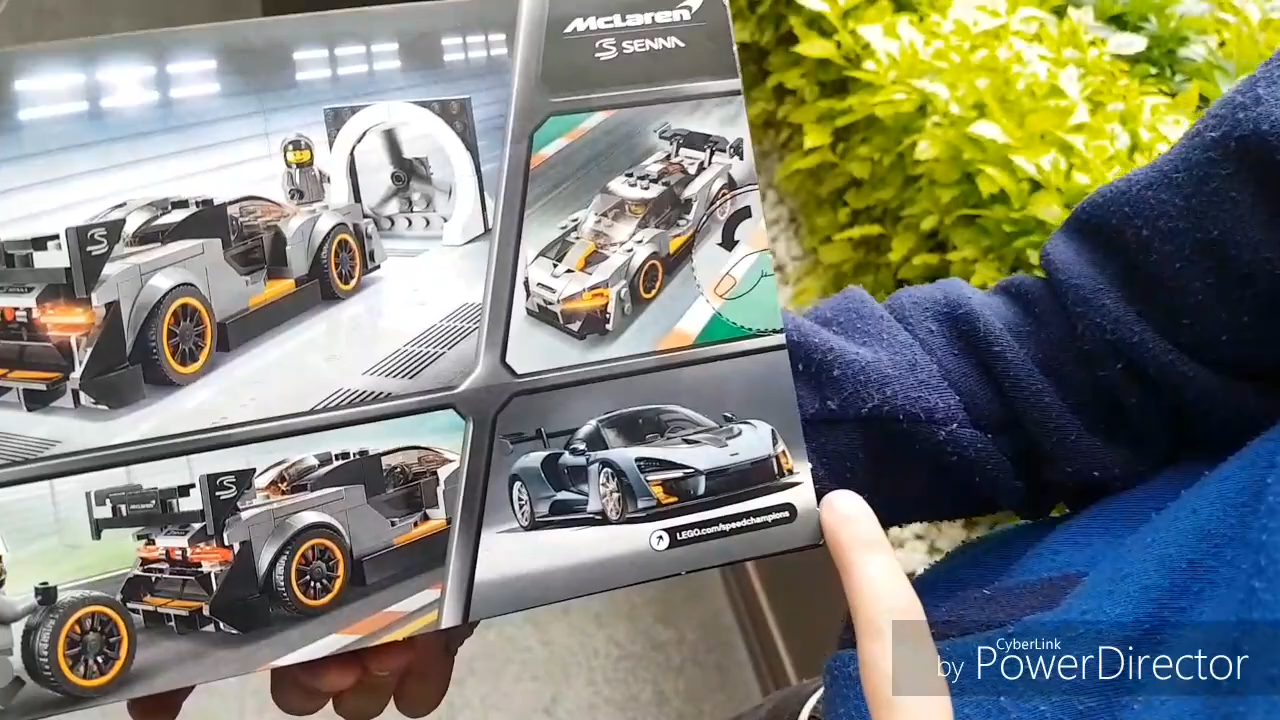 McLaren
S SENNA
LEGO.com/speedchampions
CyberLink
by PowerDirector